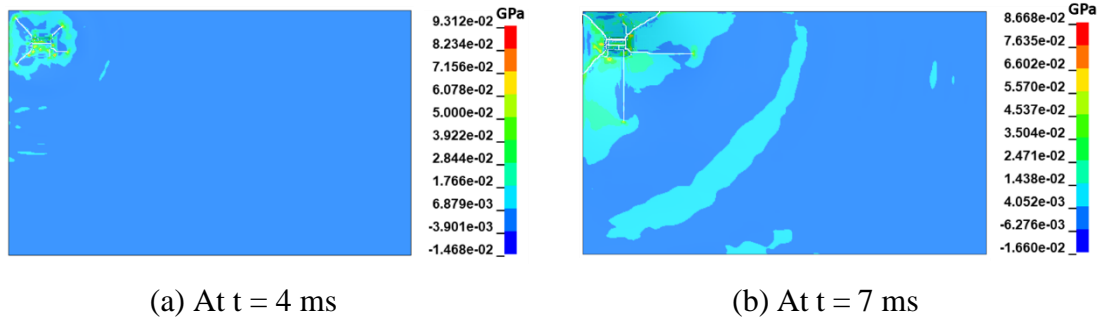 GPa
9.312e-02
8.234e-02
7.156e-02
6.078e-02
5.000e-02
3.922e-02
2.844e-02
1.766e-02
6.879e-03
-3.901e-03
-1.468e-02
GPa
8.668e-02
7.635e-02
6.602e-02
5.570e-02
4.537e-02
3.504e-02
2.471e-02
1.438e-02
4.052e-03
-6.276e-03
-1.660e-02
(a) At t = 4 ms
(b) At t = 7 ms